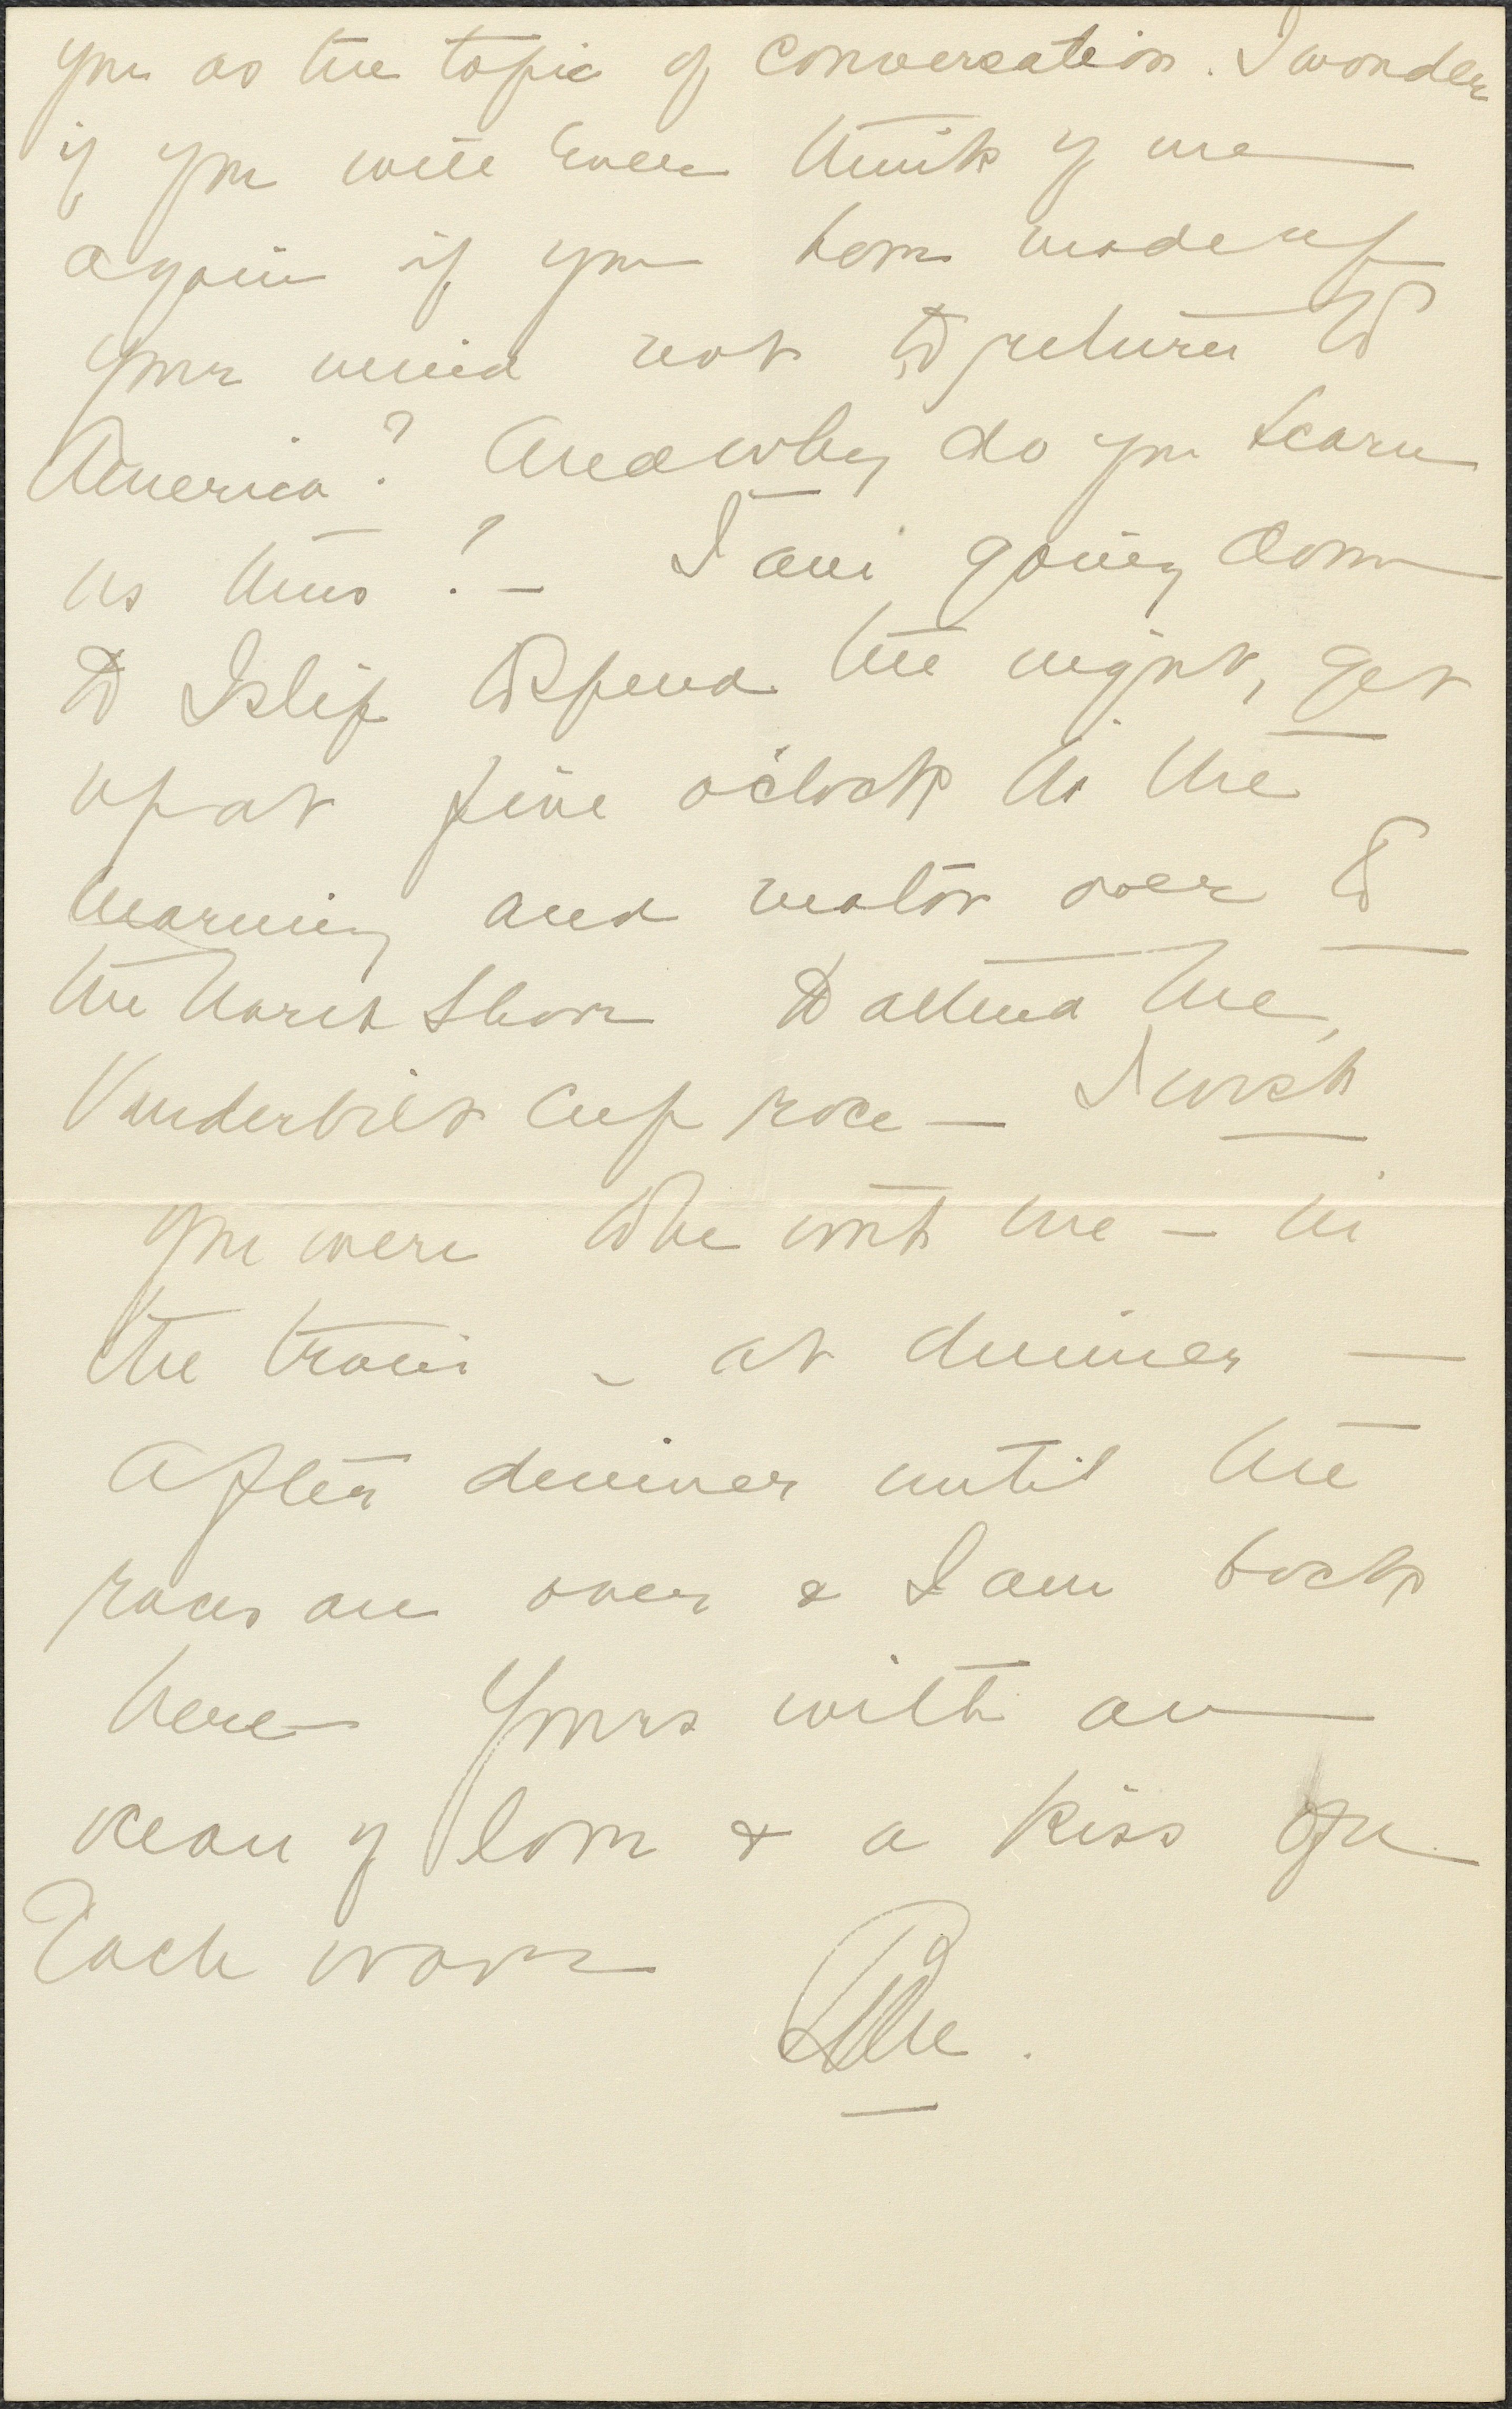 you as the topic of conversation. I wonder
if you will ever think of me
again if you have made up
your mind not to return to
America? And why do you scare
us thus? - I am going down
to Islip to spend the night, get
up at five o'clock in the
morning and motor over to
the North Shore to attend the
Vanderbilt Cup race — I wish
you were to be with me — in
the train - at dinner —
After dinner until the
races are over & I am back
here Yours with an
ocean of love & a kiss for
Each wave